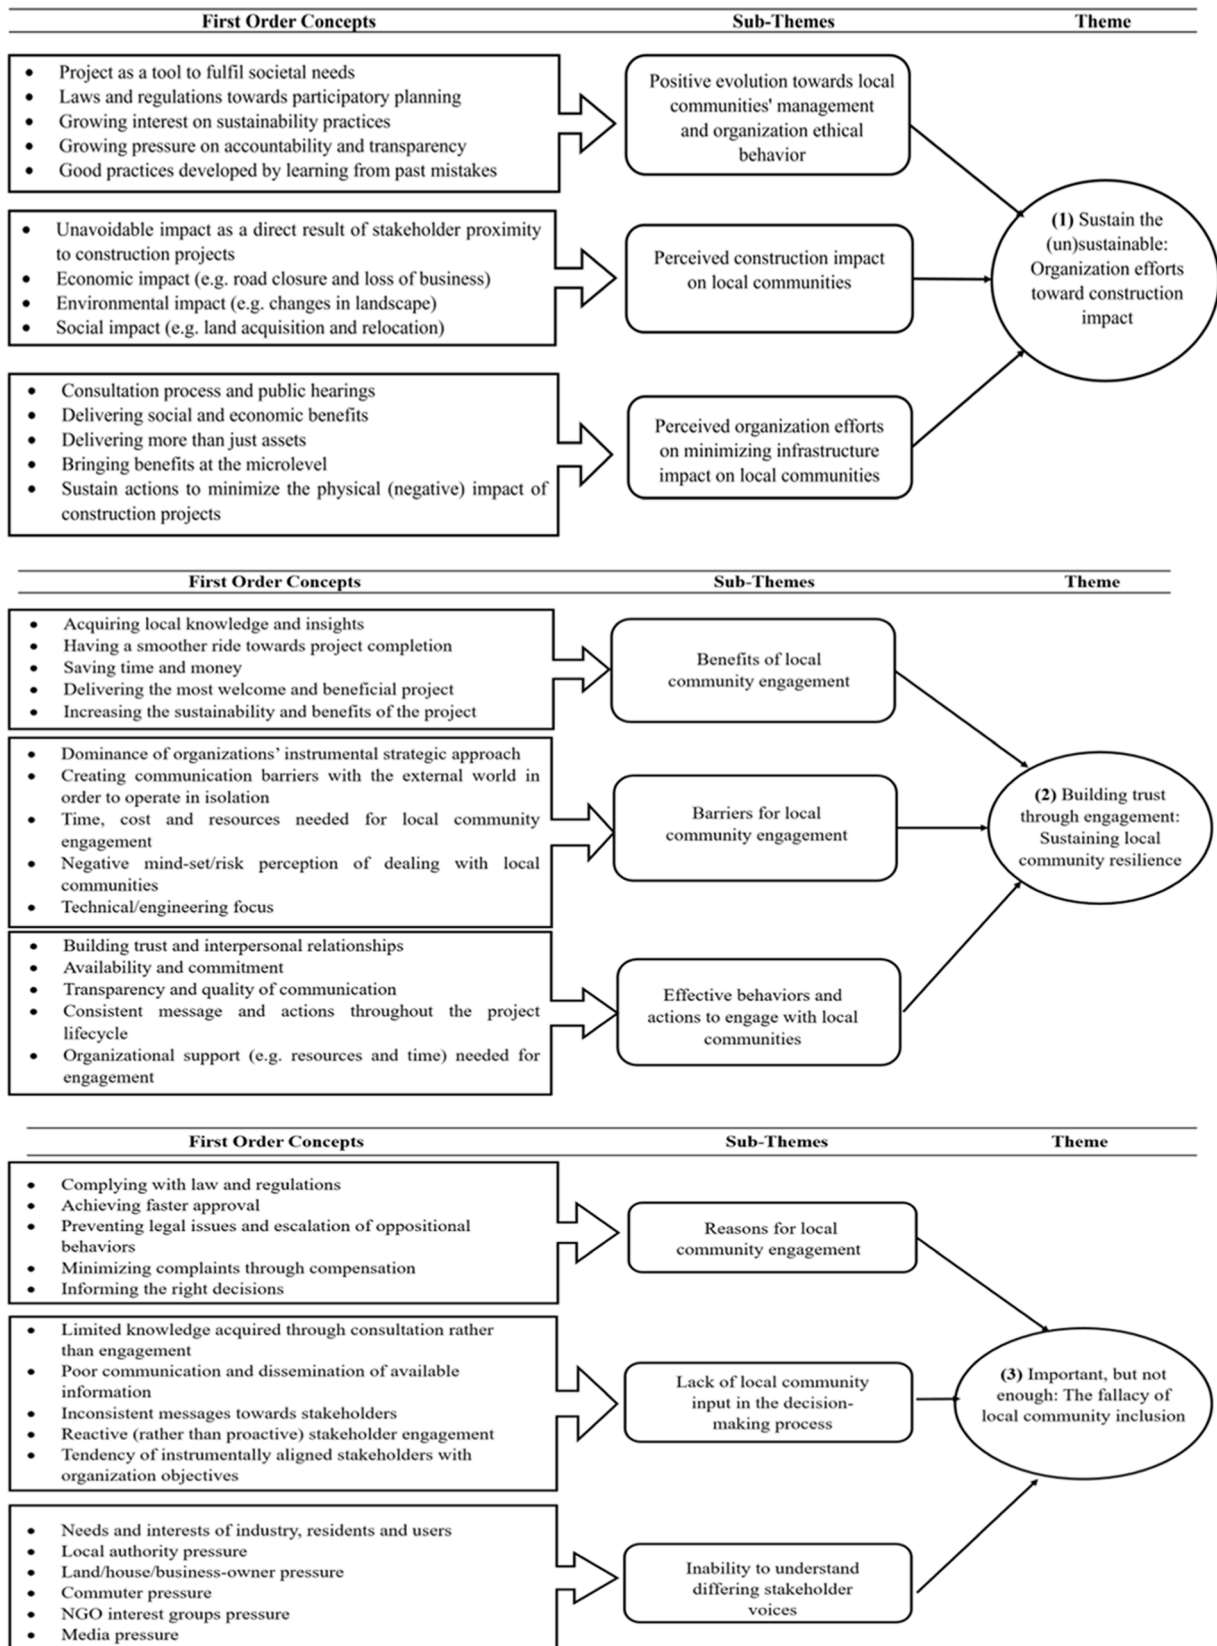 First Order Concepts Sub-Themes Theme
• Project as a tool to fulfil societal needs
• Laws and regulations towards participatory planning
• Growing interest on sustainability practices
• Growing pressure on accountability and transparency
• Good practices developed by learning from past mistakes
Positive evolution towards local
communities' management
and organization ethical
behavior
• Unavoidable impact as a direct result of stakeholder proximity
to construction projects
• Economic impact (e.g. road closure and loss of business)
• Environmental impact (e.g. changes in landscape)
• Social impact (e.g. land acquisition and relocation)
Perceived construction impact
on local communities
(1) Sustain the
(un)sustainable:
Organization efforts
toward construction
impact
• Consultation process and public hearings
• Delivering social and economic benefits
• Delivering more than just assets
• Bringing benefits at the microlevel
• Sustain actions to minimize the physical (negative) impact of
construction projects
Perceived organization efforts
on minimizing infrastructure
impact on local communities
First Order Concepts Sub-Themes Theme
• Acquiring local knowledge and insights
• Having a smoother ride towards project completion
• Saving time and money
• Delivering the most welcome and beneficial project
• Increasing the sustainability and benefits of the project
Benefits of local
community engagement
• Dominance of organizations' instrumental strategic approach
• Creating communication barriers with the external world in
order to operate in isolation
• Time, cost and resources needed for local community
engagement
• Negative mind-set/risk perception of dealing with local
communities
• Technical/engineering focus
Barriers for local
community engagement
(2) Building trust
through engagement:
Sustaining local
community resilience
• Building trust and interpersonal relationships
• Availability and commitment
• Transparency and quality of communication
• Consistent message and actions throughout the project
lifecycle
• Organizational support (e.g. resources and time) needed for
engagement
Effective behaviors and
actions to engage with local
communities
First Order Concepts Sub-Themes Theme
• Complying with law and regulations
• Achieving faster approval
• Preventing legal issues and escalation of oppositional
behaviors
• Minimizing complaints through compensation
• Informing the right decisions
Reasons for local
community engagement
• Limited knowledge acquired through consultation rather
than engagement
• Poor communication and dissemination of available
information
• Inconsistent messages towards stakeholders
• Reactive (rather than proactive) stakeholder engagement
• Tendency of instrumentally aligned stakeholders with
organization objectives
Lack of local community
input in the decision-
making process
(3) Important, but not
enough: The fallacy of
local community inclusion
• Needs and interests of industry, residents and users
• Local authority pressure
• Land/house/business-owner pressure
• Commuter pressure
• NGO interest groups pressure
• Media pressure
Inability to understand
differing stakeholder
voices